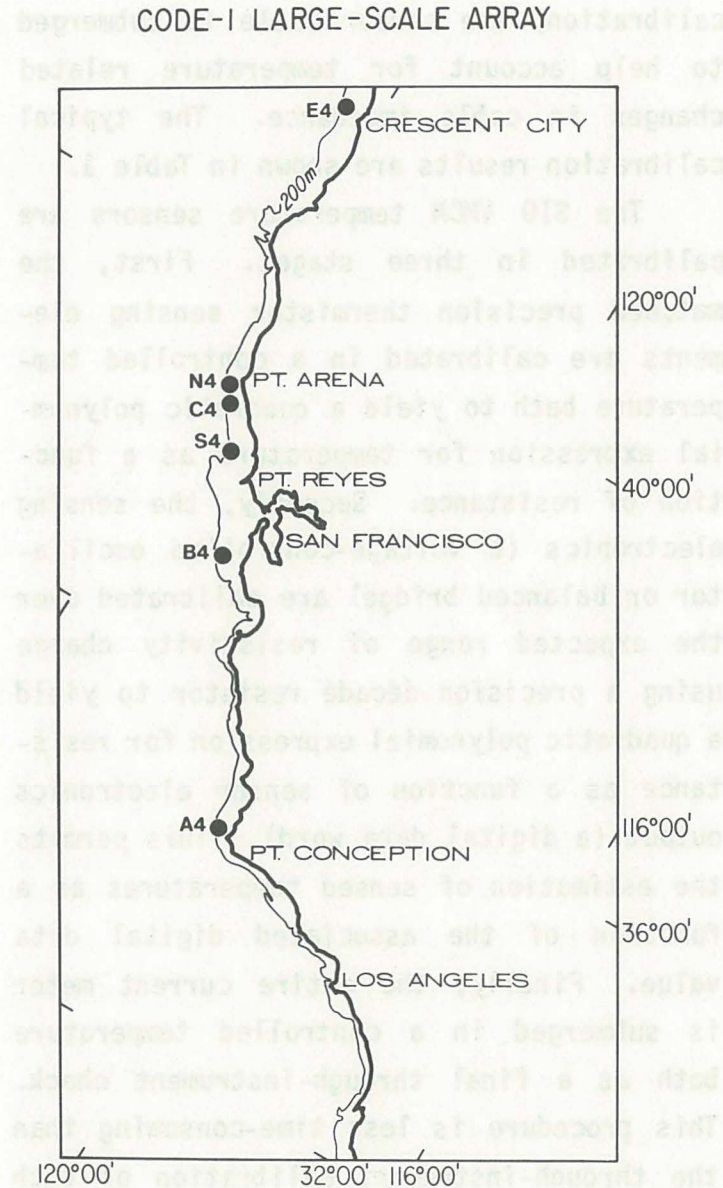 CODE-1 LARGE-SCALE ARRAY
E4
CRESCENT CITY
200m
120°00'
N4
PT. ARENA
C4
S4
PT. REYES
40°00'
SAN FRANCISCO
B4
A4
116°00'
PT. CONCEPTION
36°00'
LOS ANGELES
120°00'
32°00'
116°00'
calibration
submerged
to help account for temperature related
changes in cable
The typical
calibration results are shown in Table 1.
The SIO VMCM temperature sensors are
calibrated in three stages. First, the
matched precision thermistor sensing ele-
ments are calibrated in a controlled tem-
perature bath to yield a quadratic polynom-
ial expression for temperature as a func-
tion of resistance. Secondly, the sensing
electronics
oscilla-
tor or balanced bridge) are calibrated over
the expected range of resistivity change
using a precision decade resistor to yield
a quadratic polynomial expression for resis-
tance as a function of sensor electronics
output (a digital data word). This permits
the estimation of sensed temperatures as a
function of the associated digital data
value. Finally, the entire current meter
is submerged in a controlled temperature
bath as a final through-instrument check.
This procedure is less time-consuming than
the through-instrument calibration of each